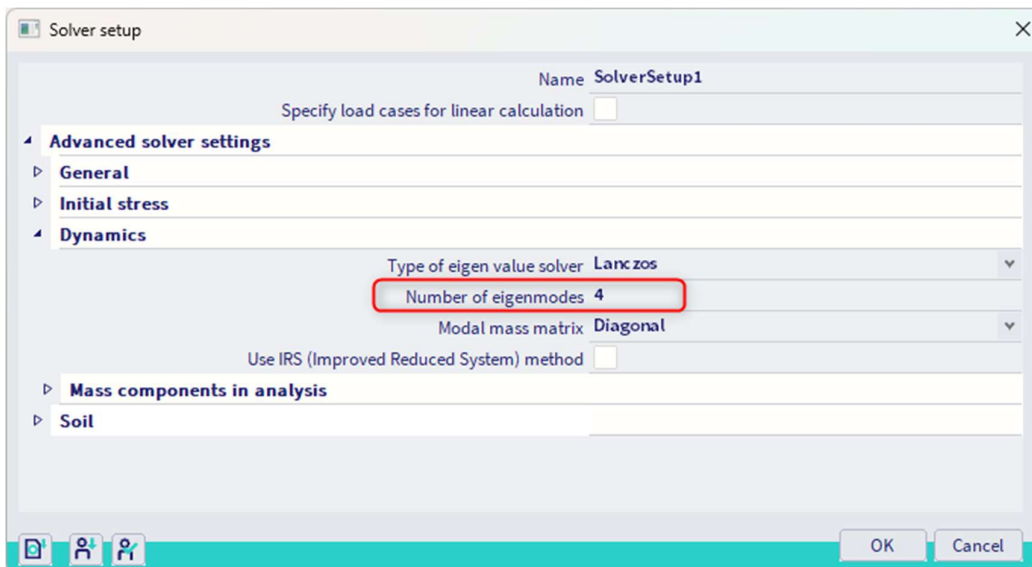 Solver setup
Name SolverSetup1
Specify load cases for linear calculation
Advanced solver settings
General
Initial stress
Dynamics
Type of eigen value solver Lanczos
Number of eigenmodes 4
Modal mass matrix Diagonal
Use IRS (Improved Reduced System) method
Mass components in analysis
Soil
OK Cancel